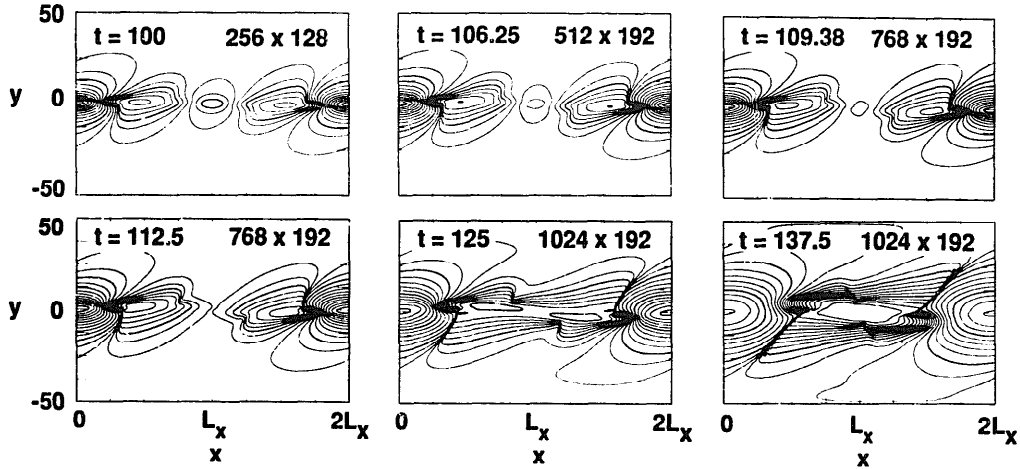 50
t = 100 256 x 128
t = 106.25 512 x 192
t = 109.38 768 x 192
y 0
-50
50
t = 112.5 768 x 192
t = 125 1024 x 192
t = 137.5 1024 x 192
y 0
-50
0 Lx 2Lx
0 Lx 2Lx
0 Lx 2Lx
x
x
x